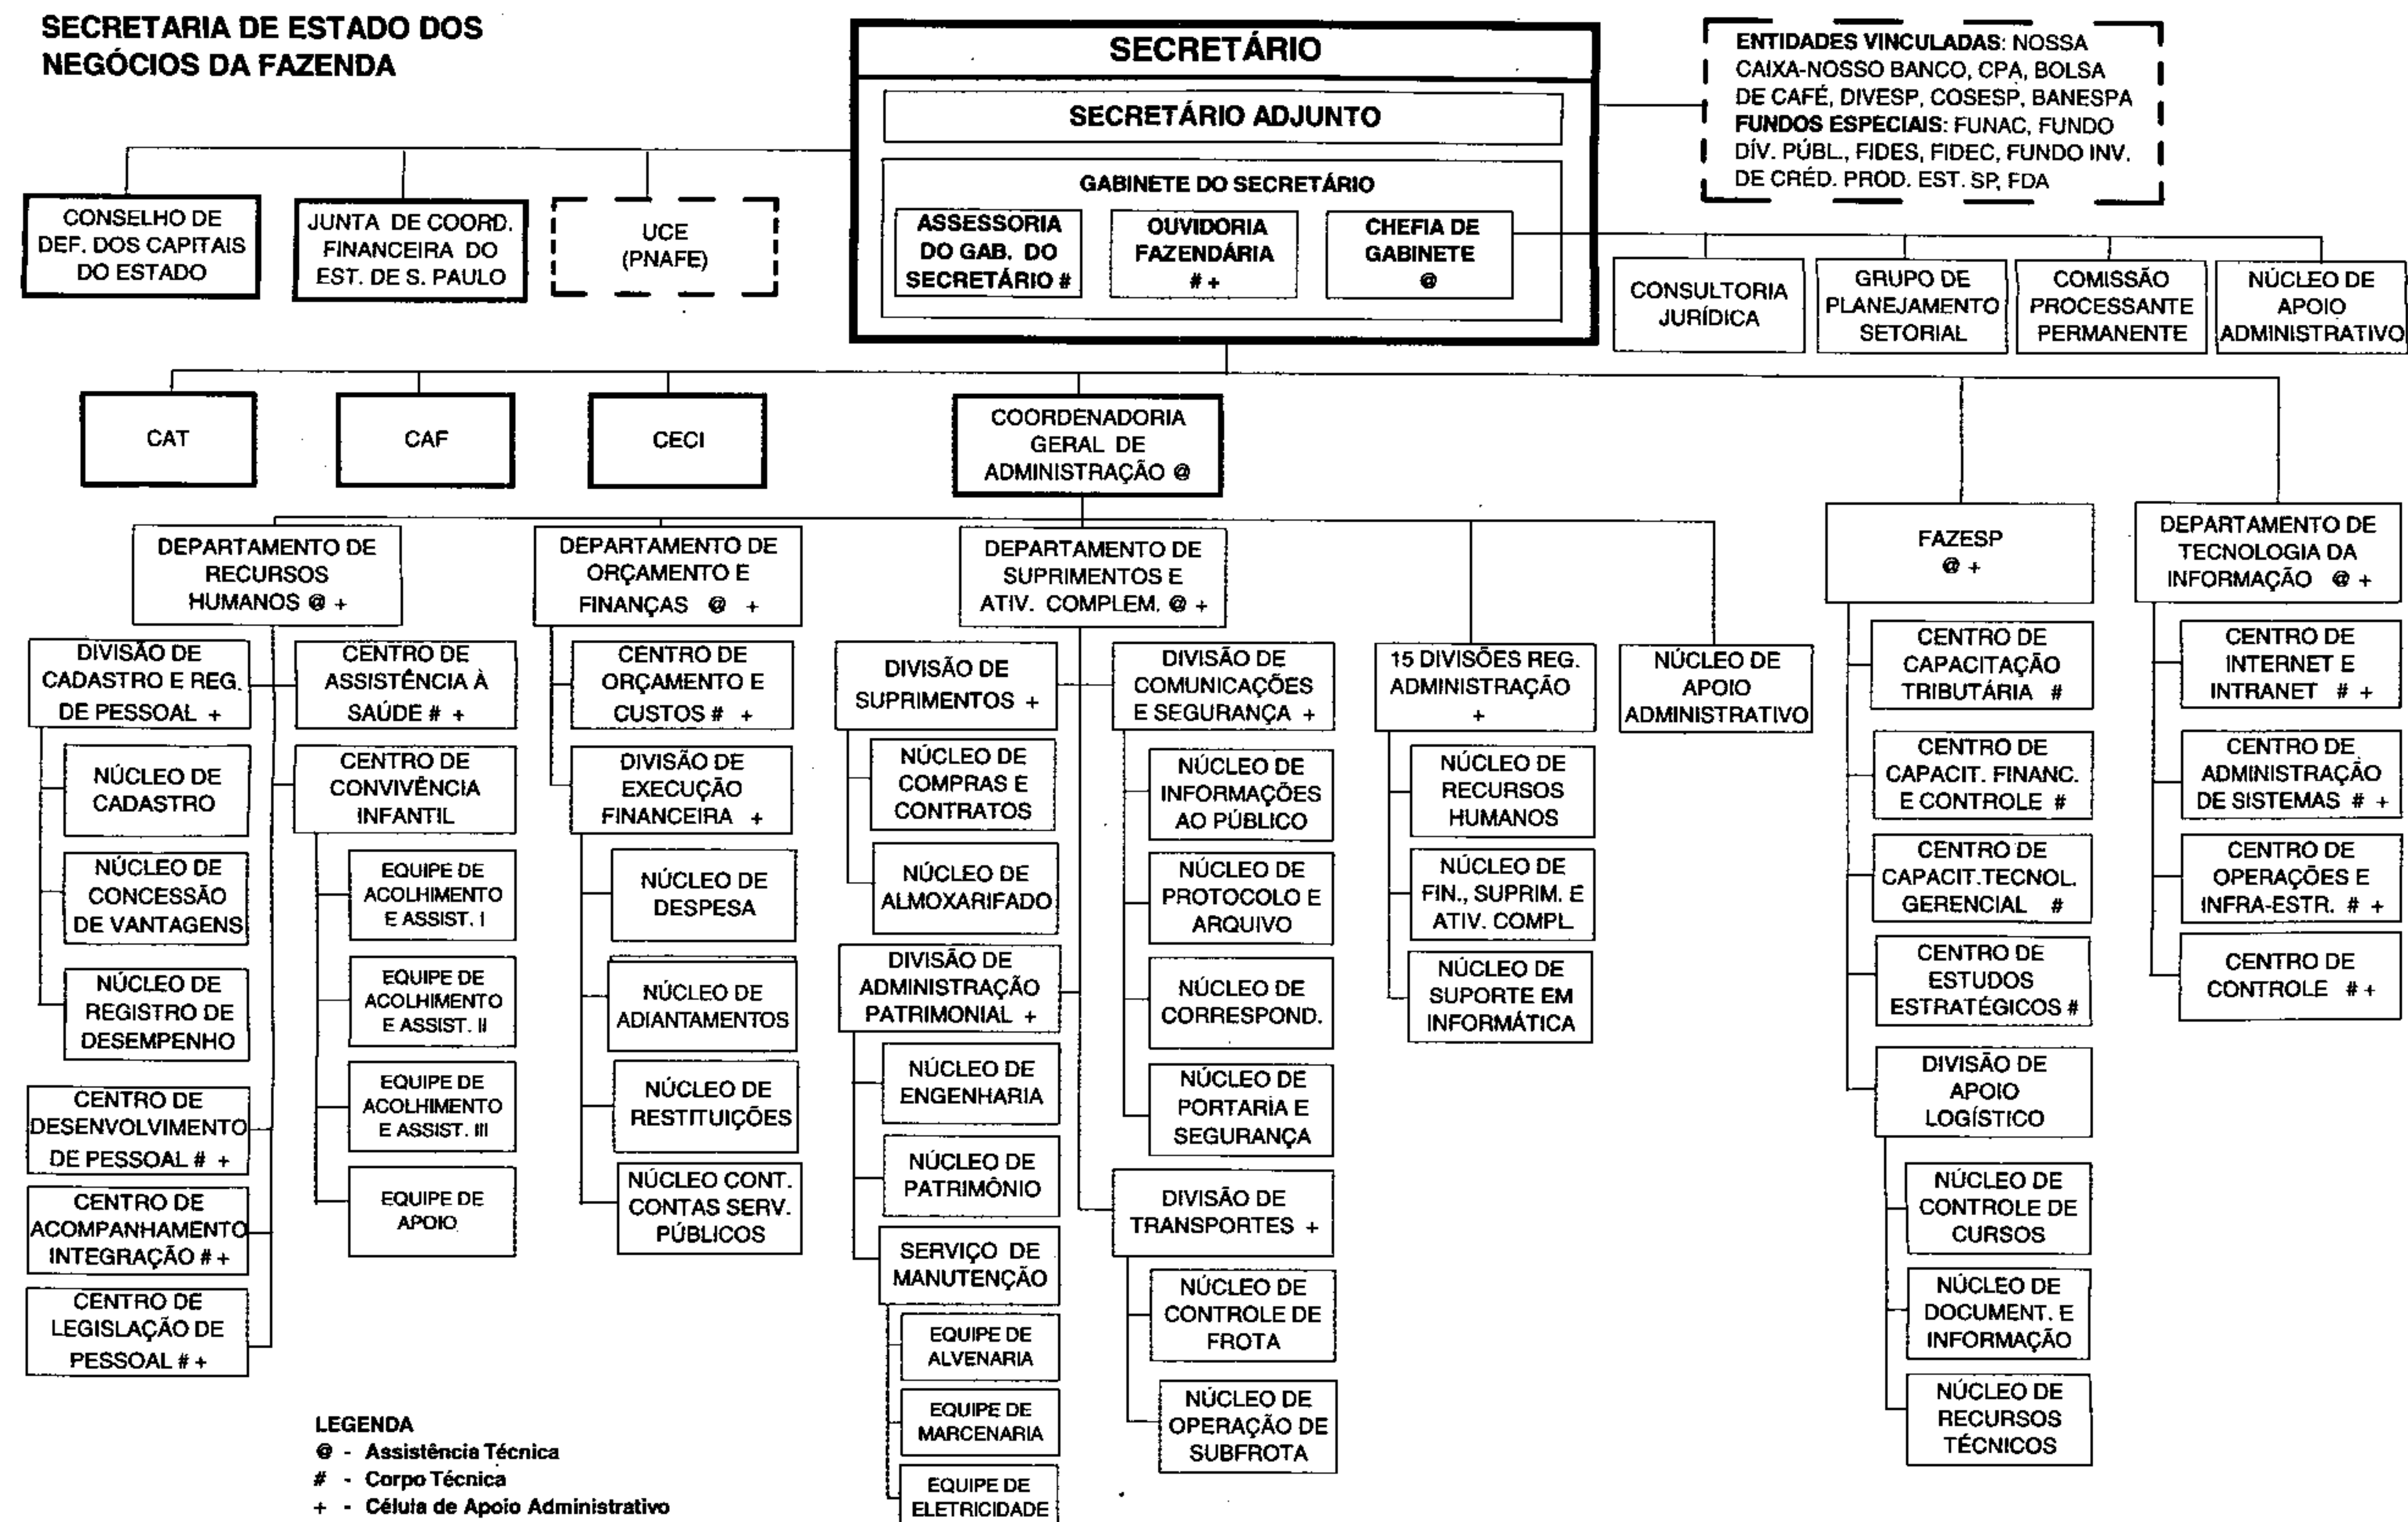 SECRETARIA DE ESTADO DOS
NEGÓCIOS DA FAZENDA
SECRETÁRIO
SECRETÁRIO ADJUNTO
GABINETE DO SECRETÁRIO
ASSESSORIA
DO GAB. DO
SECRETÁRIO #
OUVIDORIA
FAZENDÁRIA
# +
CHEFIA DE
GABINETE
@
ENTIDADES VINCULADAS: NOSSA
CAIXA-NOSSO BANCO, CPA, BOLSA
DE CAFÉ, DIVESP, COSESP, BANESPA
FUNDOS ESPECIAIS: FUNAC, FUNDO
DÍV. PÚBL., FIDES, FIDEC, FUNDO INV.
DE CRÉD. PROD. EST. SP, FDA
CONSELHO DE
DEF. DOS CAPITAIS
DO ESTADO
JUNTA DE COORD.
FINANCEIRA DO
EST. DE S. PAULO
UCE
(PNAFE)
CONSULTORIA
JURÍDICA
GRUPO DE
PLANEJAMENTO
SETORIAL
COMISSÃO
PROCESSANTE
PERMANENTE
NÚCLEO DE
APOIO
ADMINISTRATIVO
CAT
CAF
CECI
COORDENADORIA
GERAL DE
ADMINISTRAÇÃO @
DEPARTAMENTO DE
RECURSOS
HUMANOS @ +
DIVISÃO DE
CADASTRO E REG.
DE PESSOAL +
NÚCLEO DE
CADASTRO
NÚCLEO DE
CONCESSÃO
DE VANTAGENS
NÚCLEO DE
REGISTRO DE
DESEMPENHO
CENTRO DE
DESENVOLVIMENTO
DE PESSOAL # +
CENTRO DE
ACOMPANHAMENTO
INTEGRAÇÃO # +
CENTRO DE
LEGISLAÇÃO DE
PESSOAL # +
CENTRO DE
ASSISTÊNCIA À
SAÚDE # +
CENTRO DE
CONVIVÊNCIA
INFANTIL
EQUIPE DE
ACOLHIMENTO
E ASSIST. I
EQUIPE DE
ACOLHIMENTO
E ASSIST. II
EQUIPE DE
ACOLHIMENTO
E ASSIST. III
EQUIPE DE
APOIO
DEPARTAMENTO DE
ORÇAMENTO E
FINANÇAS @ +
CENTRO DE
ORÇAMENTO E
CUSTOS # +
DIVISÃO DE
EXECUÇÃO
FINANCEIRA +
NÚCLEO DE
DESPESA
NÚCLEO DE
ADIANTAMENTOS
NÚCLEO DE
RESTITUIÇÕES
NÚCLEO CONT.
CONTAS SERV.
PÚBLICOS
DEPARTAMENTO DE
SUPRIMENTOS E
ATIV. COMPLEM. @ +
DIVISÃO DE
SUPRIMENTOS +
NÚCLEO DE
COMPRAS E
CONTRATOS
NÚCLEO DE
ALMOXARIFADO
DIVISÃO DE
ADMINISTRAÇÃO
PATRIMONIAL +
NÚCLEO DE
ENGENHARIA
NÚCLEO DE
PATRIMÔNIO
SERVIÇO DE
MANUTENÇÃO
EQUIPE DE
ALVENARIA
EQUIPE DE
MARCENARIA
EQUIPE DE
ELETRICIDADE
DIVISÃO DE
COMUNICAÇÕES
E SEGURANÇA +
NÚCLEO DE
INFORMAÇÕES
AO PÚBLICO
NÚCLEO DE
PROTOCOLO E
ARQUIVO
NÚCLEO DE
CORRESPOND.
NÚCLEO DE
PORTARIA E
SEGURANÇA
DIVISÃO DE
TRANSPORTES +
NÚCLEO DE
CONTROLE DE
FROTA
NÚCLEO DE
OPERAÇÃO DE
SUBFROTA
15 DIVISÕES REG.
ADMINISTRAÇÃO
+
NÚCLEO DE
RECURSOS
HUMANOS
NÚCLEO DE
FIN., SUPRIM. E
ATIV. COMPL.
NÚCLEO DE
SUPORTE EM
INFORMÁTICA
NÚCLEO DE
APOIO
ADMINISTRATIVO
FAZESP
@ +
CENTRO DE
CAPACITAÇÃO
TRIBUTÁRIA #
CENTRO DE
CAPACIT. FINANC.
E CONTROLE #
CENTRO DE
CAPACIT.TECNOL.
GERENCIAL #
CENTRO DE
ESTUDOS
ESTRATÉGICOS #
DIVISÃO DE
APOIO
LOGÍSTICO
NÚCLEO DE
CONTROLE DE
CURSOS
NÚCLEO DE
DOCUMENT. E
INFORMAÇÃO
NÚCLEO DE
RECURSOS
TÉCNICOS
DEPARTAMENTO DE
TECNOLOGIA DA
INFORMAÇÃO @ +
CENTRO DE
INTERNET E
INTRANET # +
CENTRO DE
ADMINISTRAÇÃO
DE SISTEMAS # +
CENTRO DE
OPERAÇÕES E
INFRA-ESTR. # +
CENTRO DE
CONTROLE # +
LEGENDA
@ - Assistência Técnica
# - Corpo Técnica
+ - Célula de Apoio Administrativo